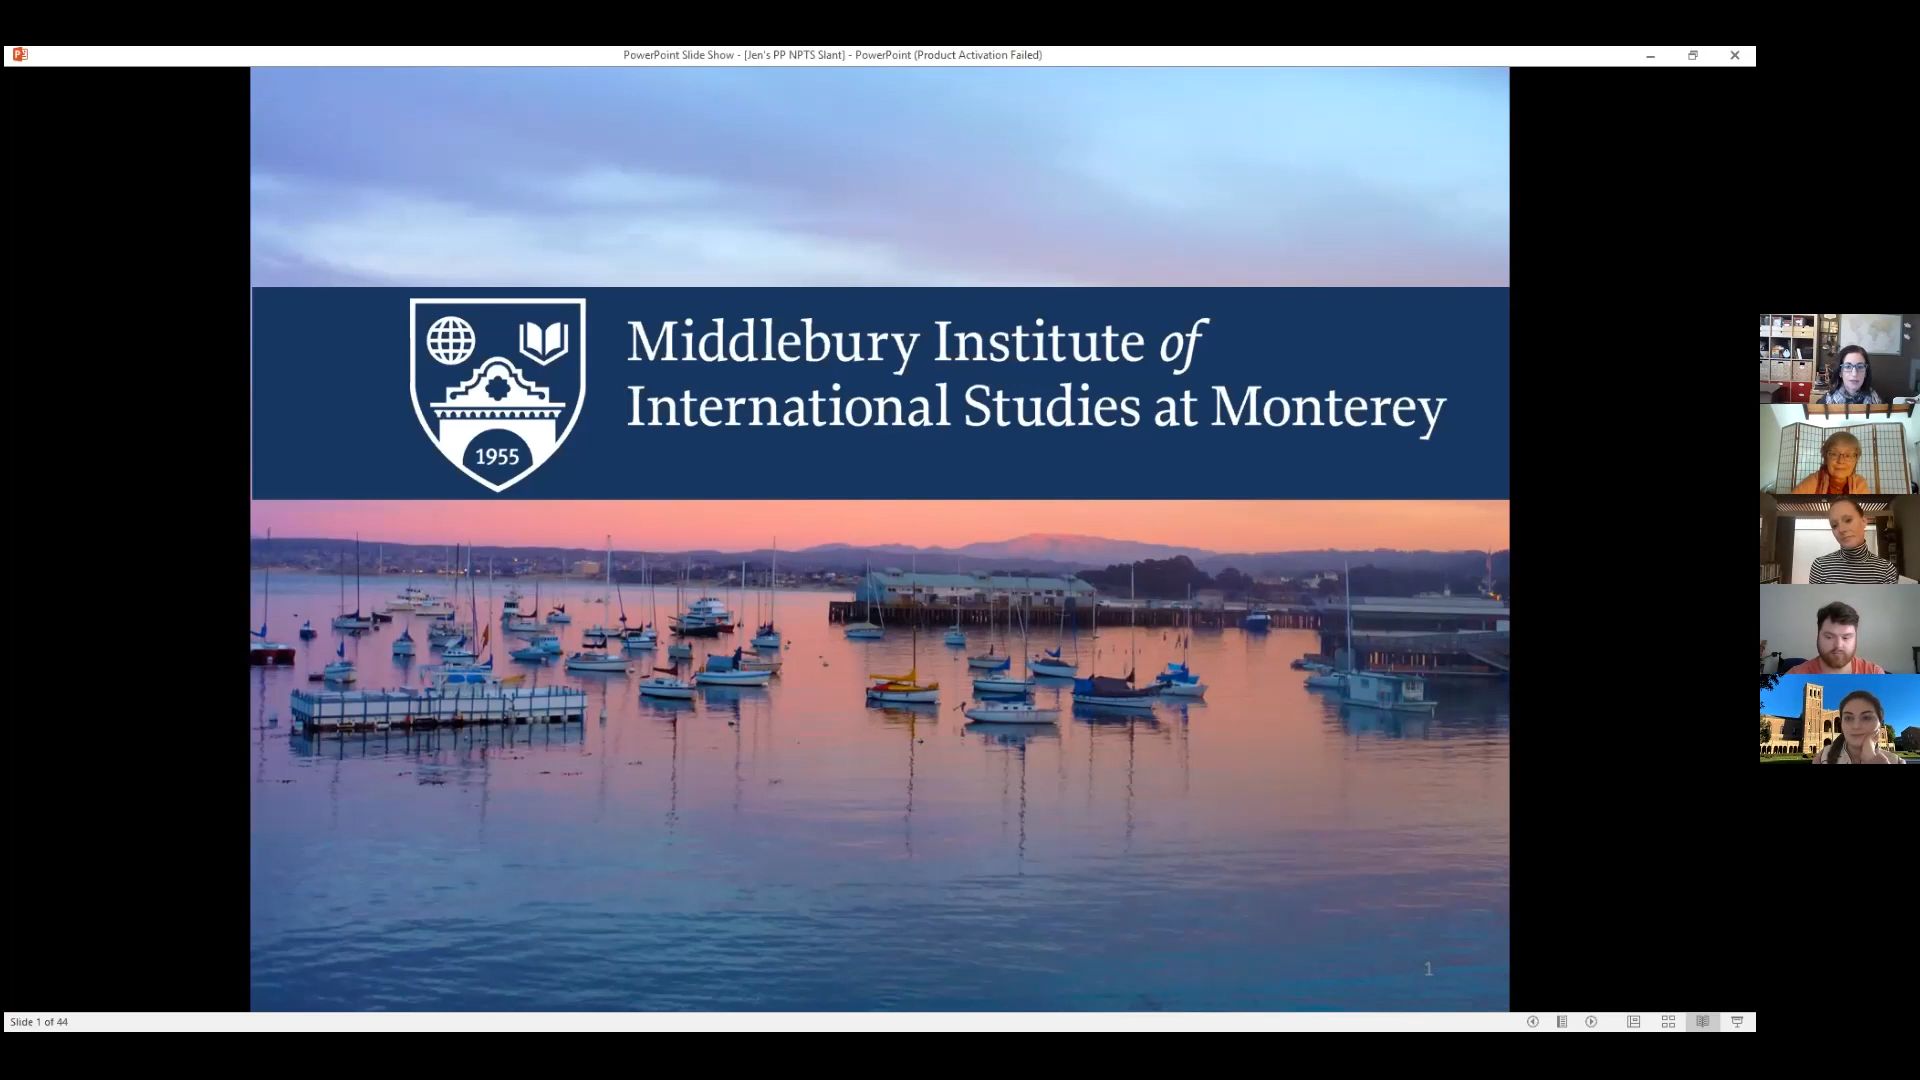 PowerPoint Slide Show - [Jen's PP NPTS Slant] - PowerPoint (Product Activation Failed)
Middlebury Institute of
International Studies at Monterey
1955
1
Slide 1 of 44